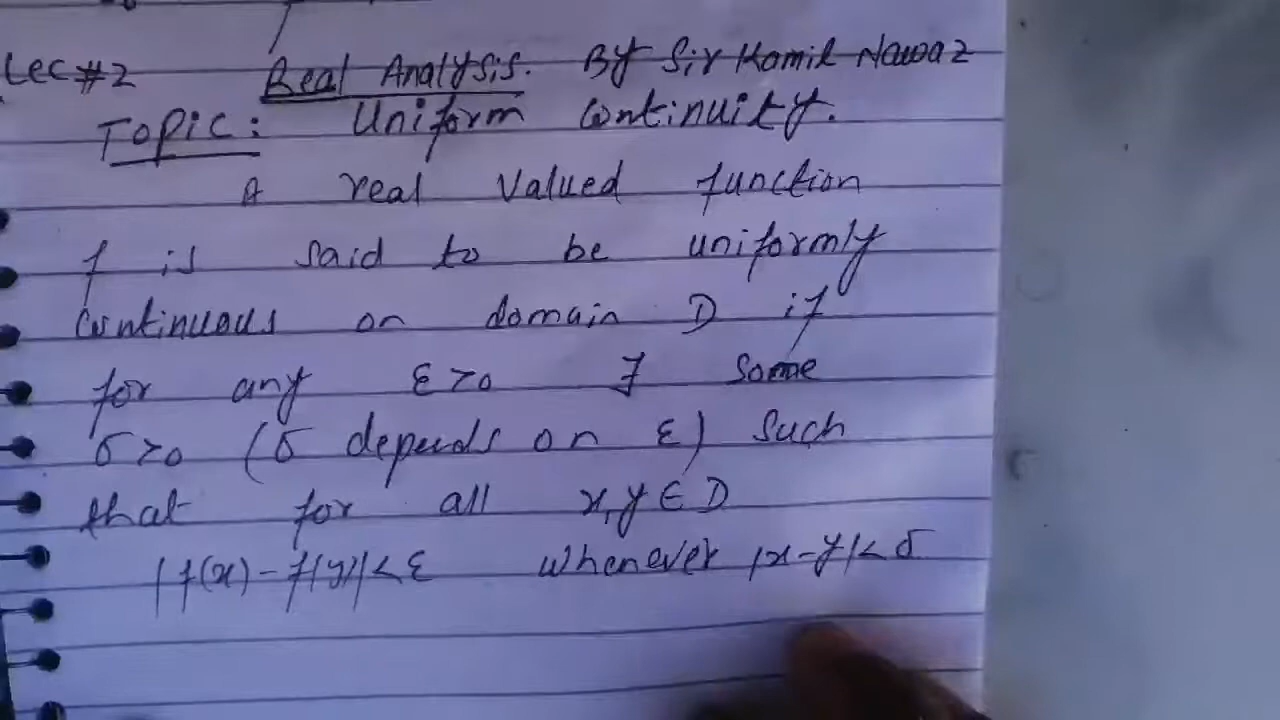 Lec #2 Real Analysis. By Sir Kamil Nawaz
Topic: Uniform Continuity.
A real valued function
f is said to be uniformly
continuous on domain D if
for any ε>0 ∃ some
δ>0 (δ depends on ε) such
that for all x,y ∈ D
|f(x)-f(y)|<ε whenever |x-y|<δ